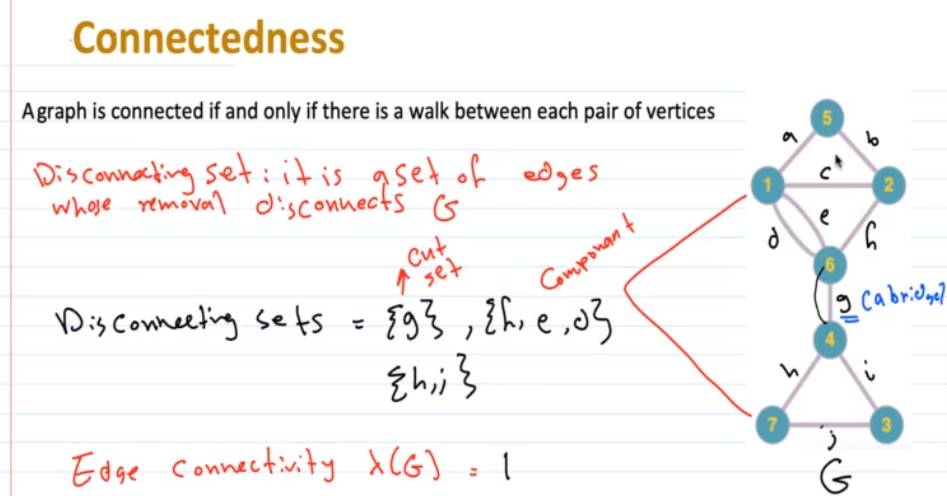 Connectedness
A graph is connected if and only if there is a walk between each pair of vertices
Disconnecting set: it is a set of edges
whose removal disconnects G
cut
set
Component
Disconnecting sets = {g}, {h, e, d}
{h, j}
Edge Connectivity λ(G) = 1
5
a
b
c
1
2
e
d
h
6
g (a bridge)
4
h
i
7
3
j
G